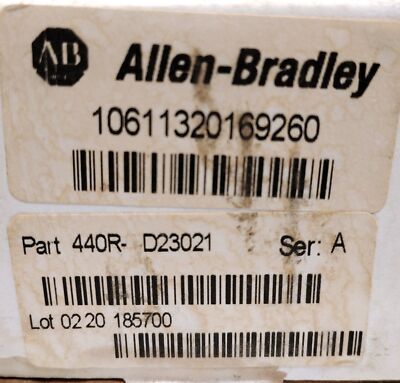 AB Allen-Bradley
10611320169260
Part 440R- D23021 Ser: A
Lot 02 20 185700